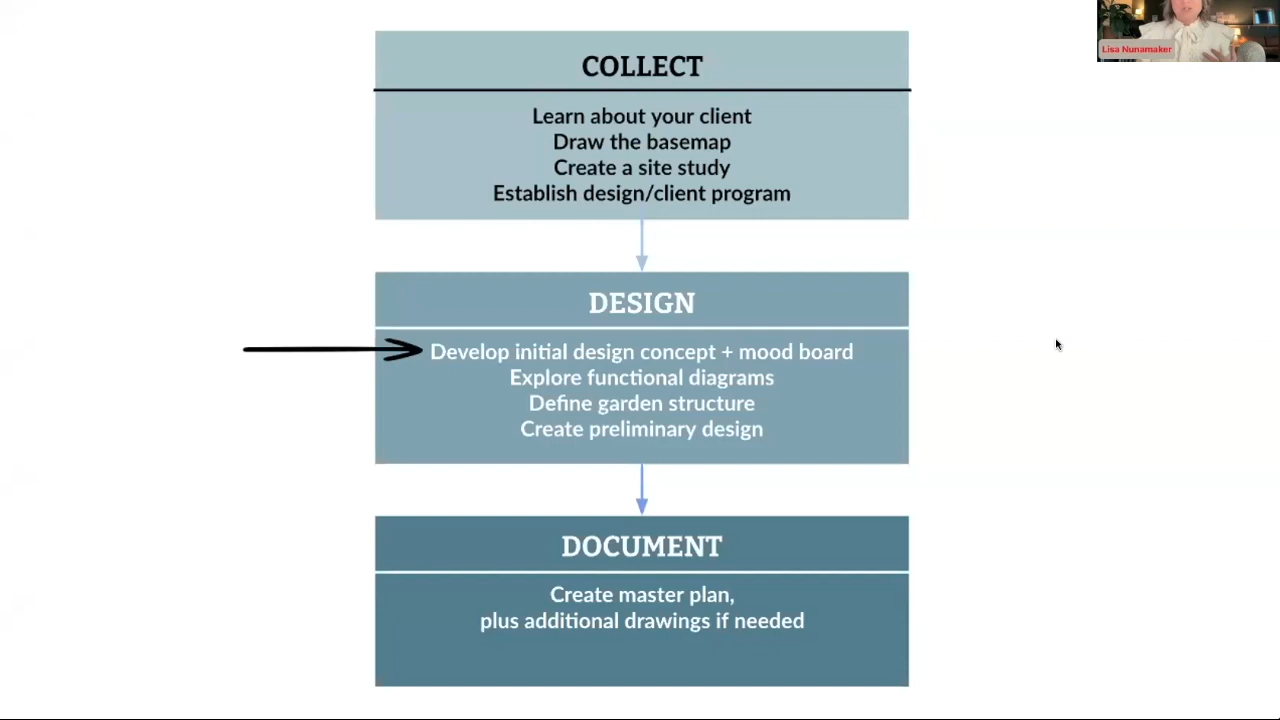 Lisa Nunamaker
COLLECT
Learn about your client
Draw the basemap
Create a site study
Establish design/client program
DESIGN
Develop initial design concept + mood board
Explore functional diagrams
Define garden structure
Create preliminary design
DOCUMENT
Create master plan,
plus additional drawings if needed